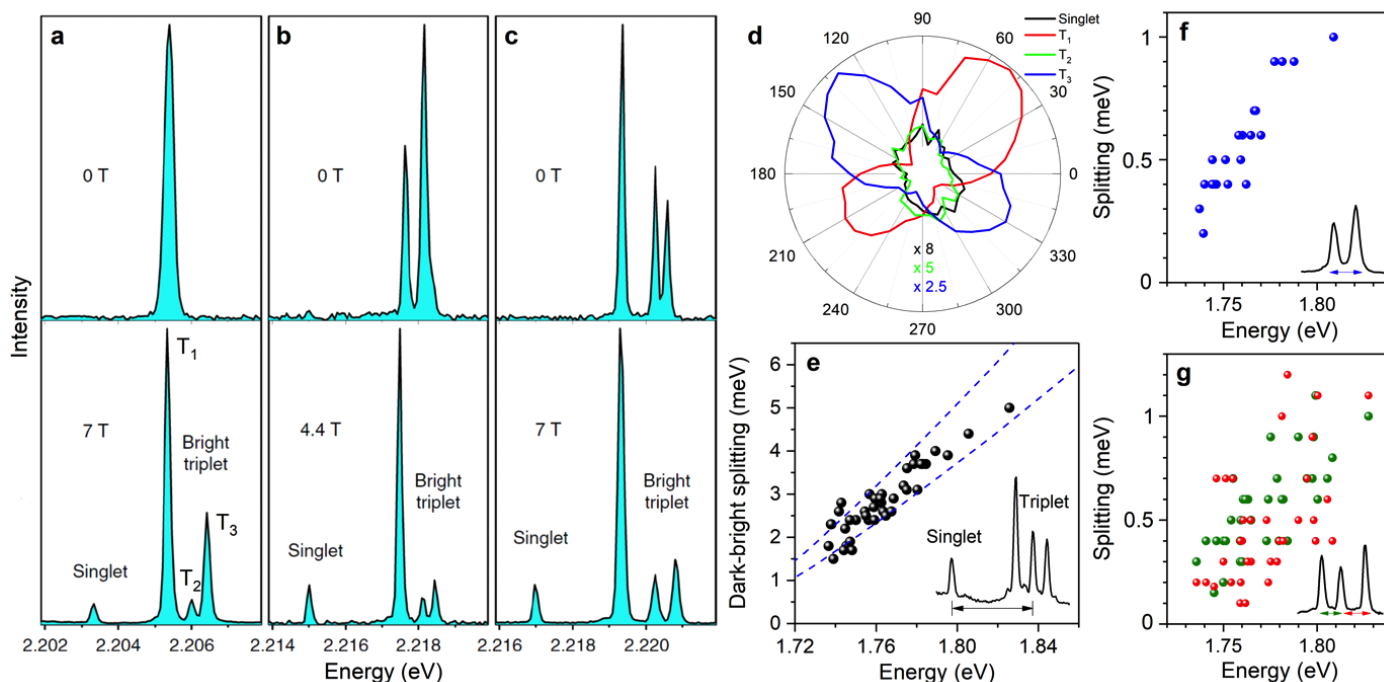 a
0 T
7 T
T1
Bright
triplet
T3
T2
Singlet
2.202 2.204 2.206
b
0 T
4.4 T
Bright
triplet
Singlet
2.214 2.216 2.218
c
0 T
7 T
Bright
triplet
Singlet
2.216 2.218 2.220
Intensity
Energy (eV)
d
Singlet
T1
T2
T3
90
60
30
0
330
300
270
240
210
180
150
120
x 8
x 5
x 2.5
e
Dark-bright splitting (meV)
6
5
4
3
2
1
0
Singlet
Triplet
1.72 1.76 1.80 1.84
Energy (eV)
f
Splitting (meV)
1
0.5
0
1.75 1.80
Energy (eV)
g
Splitting (meV)
1
0.5
0
1.75 1.80
Energy (eV)